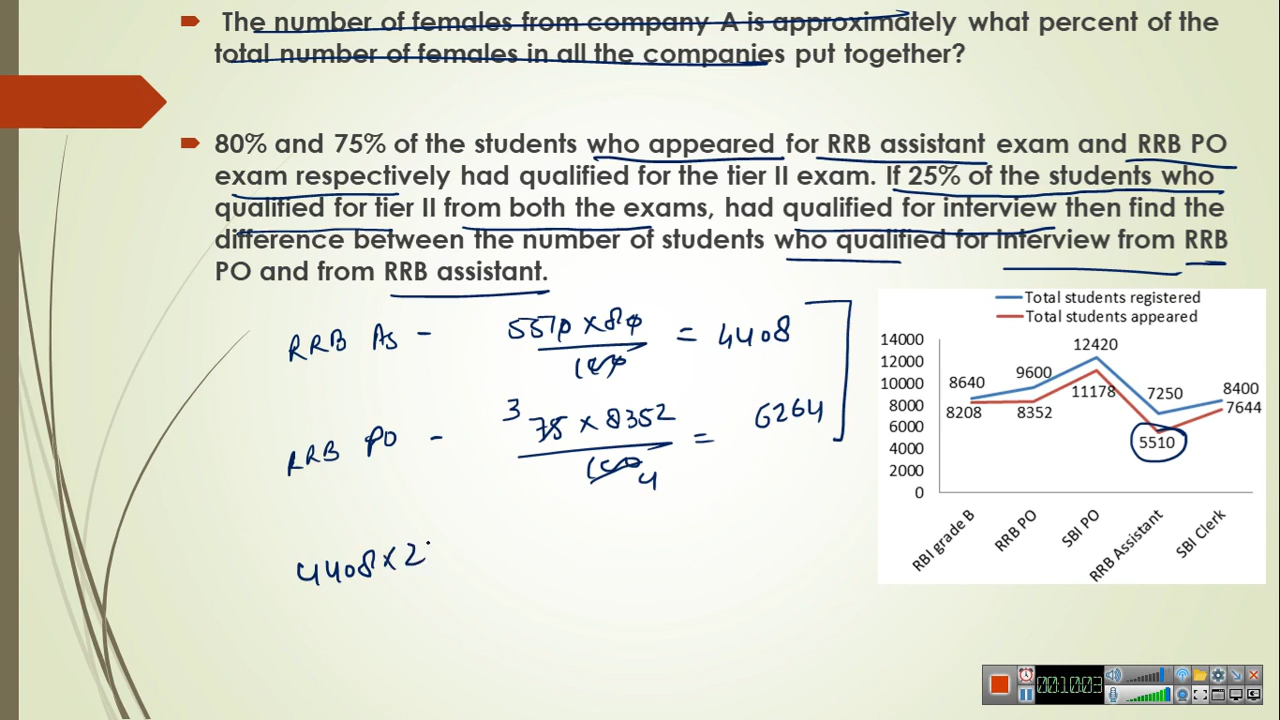 The number of females from company A is approximately what percent of the
total number of females in all the companies put together?
80% and 75% of the students who appeared for RRB assistant exam and RRB PO
exam respectively had qualified for the tier II exam. If 25% of the students who
qualified for tier II from both the exams, had qualified for interview then find the
difference between the number of students who qualified for interview from RRB
PO and from RRB assistant.
RRB As - 5510 x 80 = 4408
100
3
RRB PO - 75 x 8352 = 6264
100
4
4408 x 2
Total students registered
Total students appeared
14000
12000
10000
8000
6000
4000
2000
0
8640
9600
12420
7250
8400
8208
8352
11178
5510
7644
RBI grade B
RRB PO
SBI PO
RRB Assistant
SBI Clerk
00:10:03